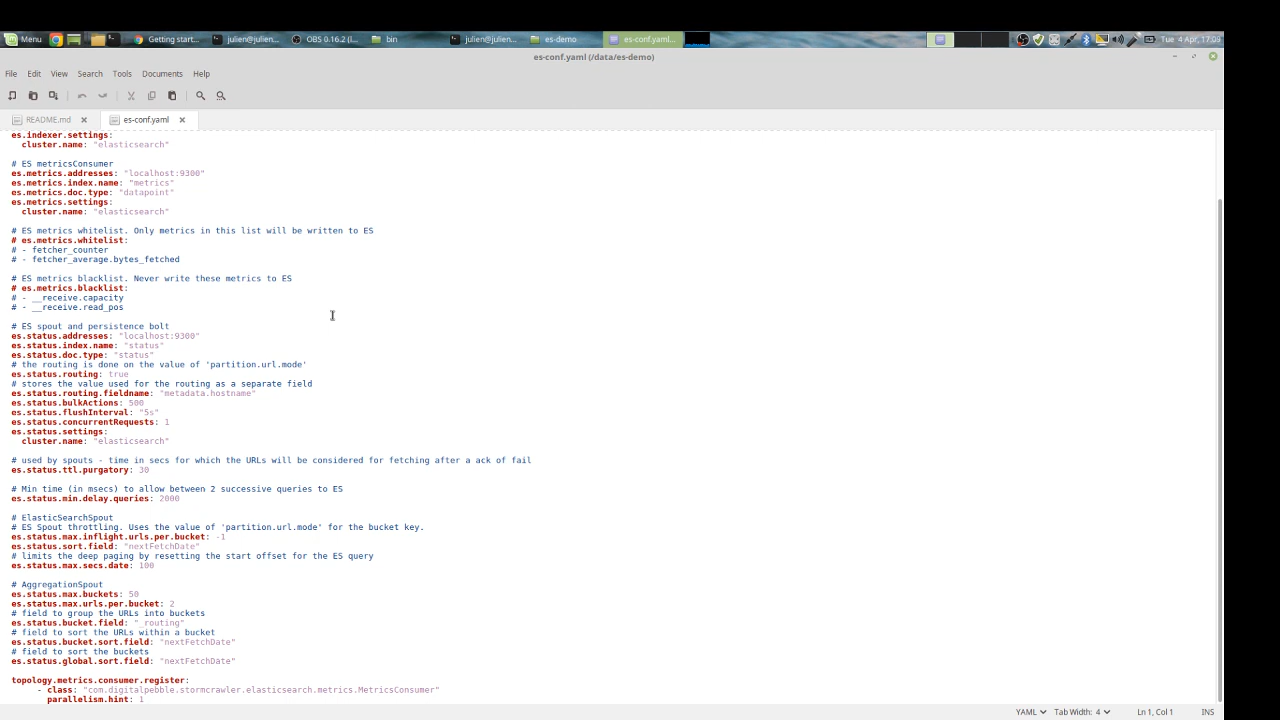 Menu
Getting start...
julien@julien...
OBS 0.16.2 (l...
bin
julien@julien...
es-demo
es-conf.yaml...
Tue 4 Apr, 17:09
es-conf.yaml (/data/es-demo)
File Edit View Search Tools Documents Help
README.md
es-conf.yaml
es.indexer.settings:
cluster.name: "elasticsearch"
# ES metricsConsumer
es.metrics.addresses: "localhost:9300"
es.metrics.index.name: "metrics"
es.metrics.doc.type: "datapoint"
es.metrics.settings:
cluster.name: "elasticsearch"
# ES metrics whitelist. Only metrics in this list will be written to ES
# es.metrics.whitelist:
# - fetcher_counter
# - fetcher_average.bytes_fetched
# ES metrics blacklist. Never write these metrics to ES
# es.metrics.blacklist:
# - __receive.capacity
# - __receive.read_pos
# ES spout and persistence bolt
es.status.addresses: "localhost:9300"
es.status.index.name: "status"
es.status.doc.type: "status"
# the routing is done on the value of 'partition.url.mode'
es.status.routing: true
# stores the value used for the routing as a separate field
es.status.routing.fieldname: "metadata.hostname"
es.status.bulkActions: 500
es.status.flushInterval: "5s"
es.status.concurrentRequests: 1
es.status.settings:
cluster.name: "elasticsearch"
# used by spouts - time in secs for which the URLs will be considered for fetching after a ack of fail
es.status.ttl.purgatory: 30
# Min time (in msecs) to allow between 2 successive queries to ES
es.status.min.delay.queries: 2000
# ElasticSearchSpout
# ES Spout throttling. Uses the value of 'partition.url.mode' for the bucket key.
es.status.max.inflight.urls.per.bucket: -1
es.status.sort.field: "nextFetchDate"
# limits the deep paging by resetting the start offset for the ES query
es.status.max.secs.date: 100
# AggregationSpout
es.status.max.buckets: 50
es.status.max.urls.per.bucket: 2
# field to group the URLs into buckets
es.status.bucket.field: "_routing"
# field to sort the URLs within a bucket
es.status.bucket.sort.field: "nextFetchDate"
# field to sort the buckets
es.status.global.sort.field: "nextFetchDate"
topology.metrics.consumer.register:
- class: "com.digitalpebble.stormcrawler.elasticsearch.metrics.MetricsConsumer"
parallelism.hint: 1
YAML
Tab Width: 4
Ln 1, Col 1
INS